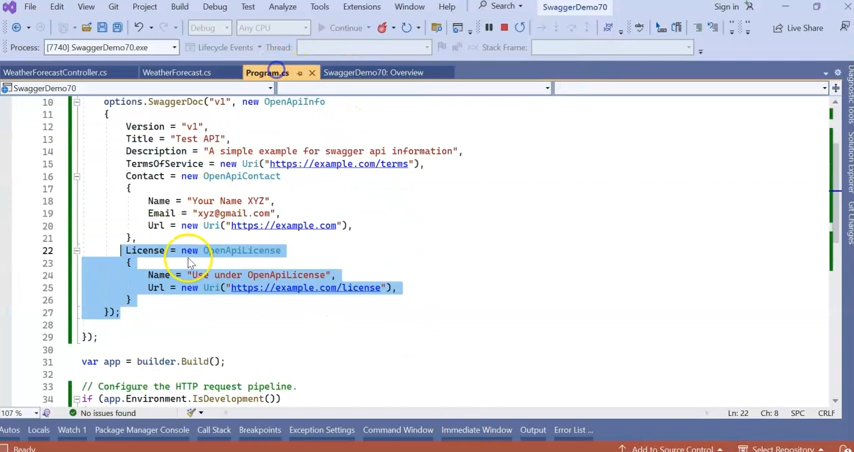 File Edit View Git Project Build Debug Test Analyze Tools Extensions Window Help Search SwaggerDemo70 Sign in
Debug Any CPU Continue Live Share
Process: [7740] SwaggerDemo70.exe Lifecycle Events Thread: Stack Frame:
WeatherForecastController.cs WeatherForecast.cs Program.cs SwaggerDemo70: Overview
SwaggerDemo70
10 options.SwaggerDoc("v1", new OpenApiInfo
11 {
12 Version = "v1",
13 Title = "Test API",
14 Description = "A simple example for swagger api information",
15 TermsOfService = new Uri("https://example.com/terms"),
16 Contact = new OpenApiContact
17 {
18 Name = "Your Name XYZ",
19 Email = "xyz@gmail.com",
20 Url = new Uri("https://example.com"),
21 },
22 License = new OpenApiLicense
23 {
24 Name = "Use under OpenApiLicense",
25 Url = new Uri("https://example.com/license"),
26 }
27 });
28
29 });
30
31 var app = builder.Build();
32
33 // Configure the HTTP request pipeline.
34 if (app.Environment.IsDevelopment())
107 % No issues found Ln: 22 Ch: 8 SPC CRLF
Autos Locals Watch 1 Package Manager Console Call Stack Breakpoints Exception Settings Command Window Immediate Window Output Error List ...
Ready Add to Source Control Select Repository
Diagnostic Tools
Solution Explorer
Git Changes